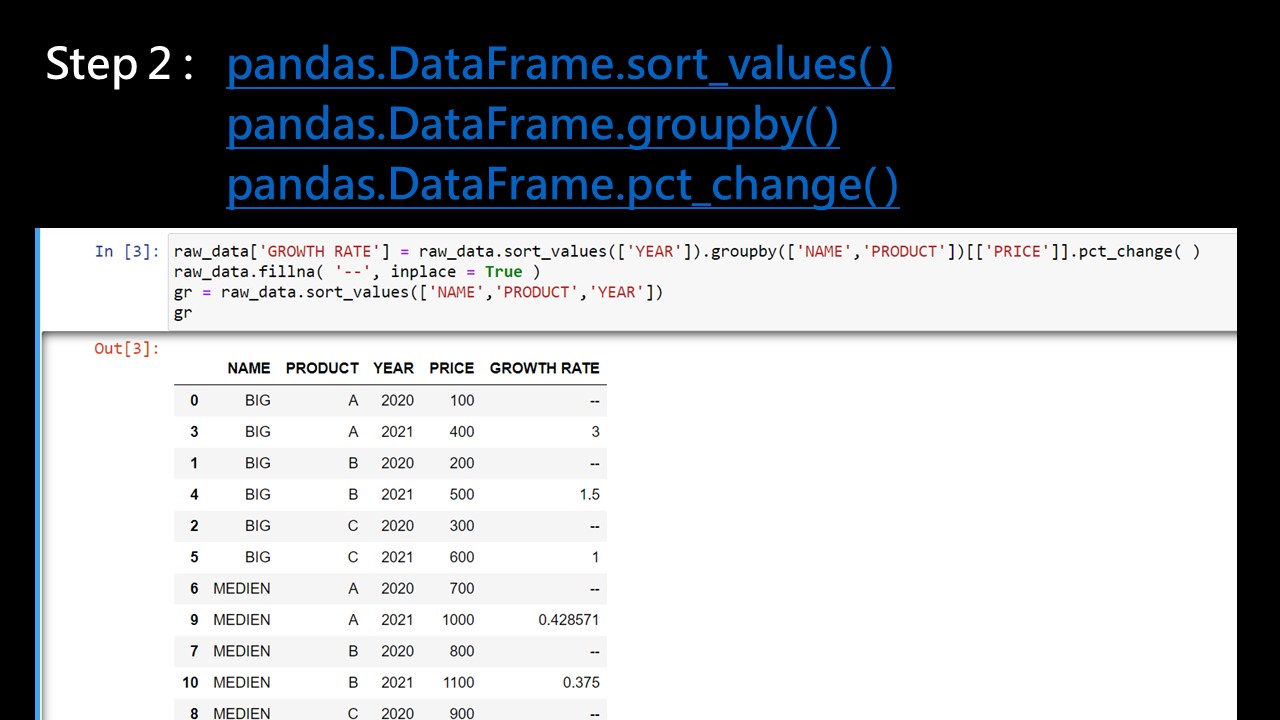 Step 2 : pandas.DataFrame.sort_values( )
pandas.DataFrame.groupby( )
pandas.DataFrame.pct_change( )
In [3]: raw_data['GROWTH RATE'] = raw_data.sort_values(['YEAR']).groupby(['NAME','PRODUCT'])[['PRICE']].pct_change( )
raw_data.fillna( '--', inplace = True )
gr = raw_data.sort_values(['NAME','PRODUCT','YEAR'])
gr
Out[3]:
NAME PRODUCT YEAR PRICE GROWTH RATE
0 BIG A 2020 100 --
3 BIG A 2021 400 3
1 BIG B 2020 200 --
4 BIG B 2021 500 1.5
2 BIG C 2020 300 --
5 BIG C 2021 600 1
6 MEDIEN A 2020 700 --
9 MEDIEN A 2021 1000 0.428571
7 MEDIEN B 2020 800 --
10 MEDIEN B 2021 1100 0.375
8 MEDIEN C 2020 900 --